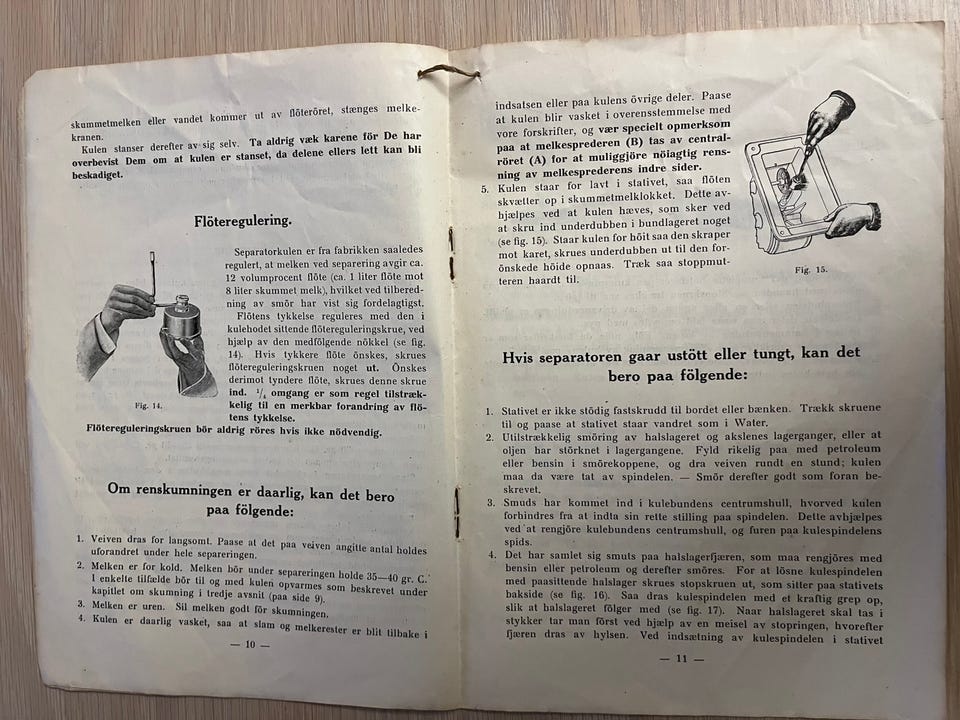 skummetmelken eller vandet kommer ut av flöteröret, stænges melke-
kranen.
Kulen stanser derefter av sig selv. Ta aldrig væk karene för De har
overbevist Dem om at kulen er stanset, da delene ellers lett kan bli
beskadiget.
Flöteregulering.
Separatorkulen er fra fabrikken saaledes
regulert, at melken ved separering avgir ca.
12 volumprocent flöte (ca. 1 liter flöte mot
8 liter skummet melk), hvilket ved tilbered-
ning av smör har vist sig fordelagtigst.
Flötens tykkelse reguleres med den i
kulehodet sittende flötereguleringskrue, ved
hjælp av den medfölgende nökkel (se fig.
14). Hvis tykkere flöte önskes, skrues
flötereguleringskruen noget ut. Önskes
derimot tyndere flöte, skrues denne skrue
ind. 1/4 omgang er som regel tilstræk-
kelig til en merkbar forandring av flö-
tens tykkelse.
Fig. 14.
Flötereguleringskruen bör aldrig röres hvis ikke nödvendig.
Om renskumningen er daarlig, kan det bero
paa fölgende:
1. Veiven dras for langsomt. Paase at det paa veiven angitte antal holdes
uforandret under hele separeringen.
2. Melken er for kold. Melken bör under separeringen holde 35—40 gr. C.
I enkelte tilfælde bör til og med kulen opvarmes som beskrevet under
kapitlet om skumning i tredje avsnit (paa side 9).
3. Melken er uren. Sil melken godt för skumningen.
4. Kulen er daarlig vasket, saa at slam og melkerester er blit tilbake i
— 10 —
indsatsen eller paa kulens övrige deler. Paase
at kulen blir vasket i overensstemmelse med
vore forskrifter, og vær specielt opmerksom
paa at melkesprederen (B) tas av central-
röret (A) for at muliggjöre nöiagtig rens-
ning av melkesprederens indre sider.
5. Kulen staar for lavt i stativet, saa flöten
skvætter op i skummetmelklokket. Dette av-
hjælpes ved at kulen hæves, som sker ved
at skru ind underdubben i bundlageret noget
(se fig. 15). Staar kulen for höit saa den skraper
mot karet, skrues underdubben ut til den for-
önskede höide opnaas. Træk saa stoppmut-
teren haardt til.
Fig. 15.
Hvis separatoren gaar ustött eller tungt, kan det
bero paa fölgende:
1. Stativet er ikke stödig fastskrudd til bordet eller bænken. Trækk skruene
til og paase at stativet staar vandret som i Water.
2. Utilstrækkelig smöring av halslageret og akslenes lagerganger, eller at
oljen har störknet i lagergangene. Fyld rikelig paa med petroleum
eller bensin i smörekoppene, og dra veiven rundt en stund; kulen
maa da være tat av spindelen. — Smör derefter godt som foran be-
skrevet.
3. Smuds har kommet ind i kulebundens centrumshull, hvorved kulen
forhindres fra at indta sin rette stilling paa spindelen. Dette avhjælpes
ved at rengjöre kulebundens centrumshull, og furen paa kulespindelens
spids.
4. Det har samlet sig smuts paa halslagerfjæren, som maa rengjöres med
bensin eller petroleum og derefter smöres. For at lösne kulespindelen
med paasittende halslager skrues stopskruen ut, som sitter paa stativets
bakside (se fig. 16). Saa dras kulespindelen med et kraftig grep op,
slik at halslageret fölger med (se fig. 17). Naar halslageret skal tas i
stykker tar man först ved hjælp av en meisel av stopringen, hvorefter
fjæren dras av hylsen. Ved indsætning av kulespindelen i stativet
— 11 —